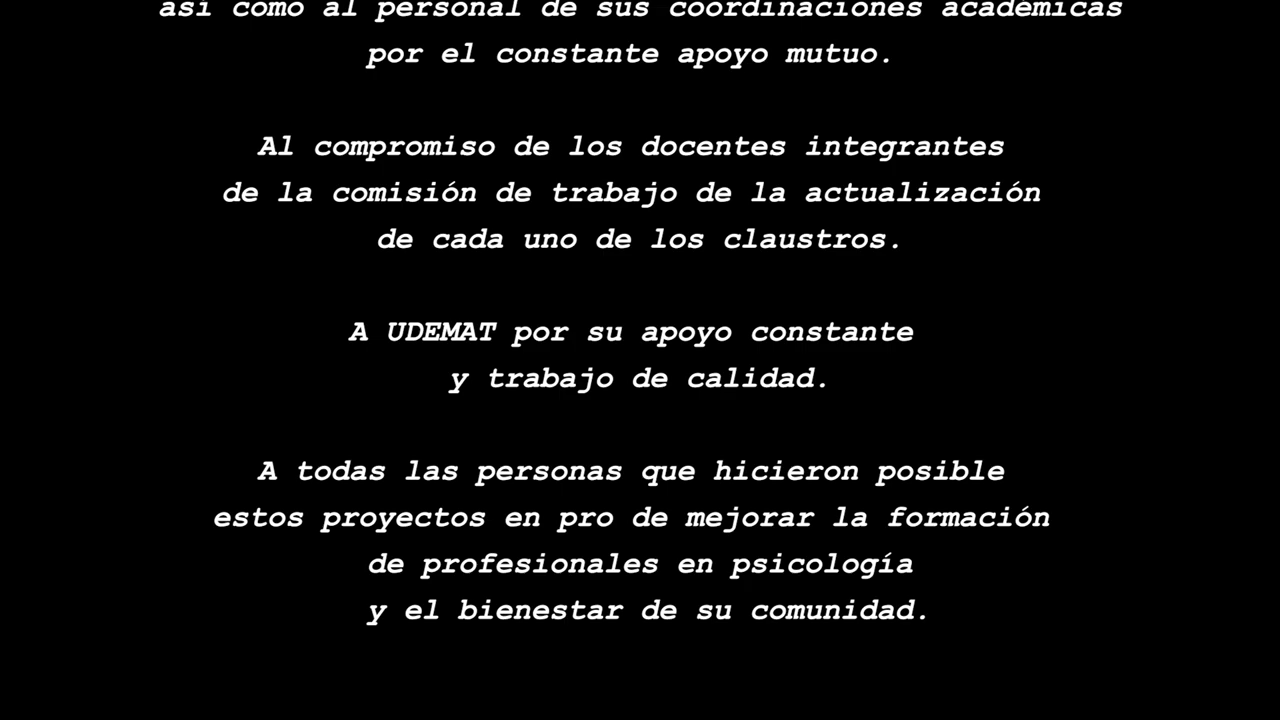 así como al personal de sus coordinaciones académicas
por el constante apoyo mutuo.
Al compromiso de los docentes integrantes
de la comisión de trabajo de la actualización
de cada uno de los claustros.
A UDEMAT por su apoyo constante
y trabajo de calidad.
A todas las personas que hicieron posible
estos proyectos en pro de mejorar la formación
de profesionales en psicología
y el bienestar de su comunidad.